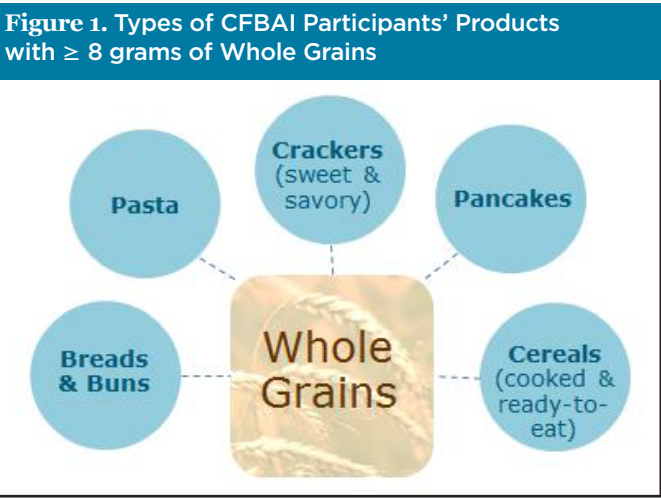 Figure 1. Types of CFBAI Participants’ Products
with ≥ 8 grams of Whole Grains
Crackers
(sweet &
savory)
Pasta
Pancakes
Breads
& Buns
Whole
Grains
Cereals
(cooked &
ready-to-
eat)